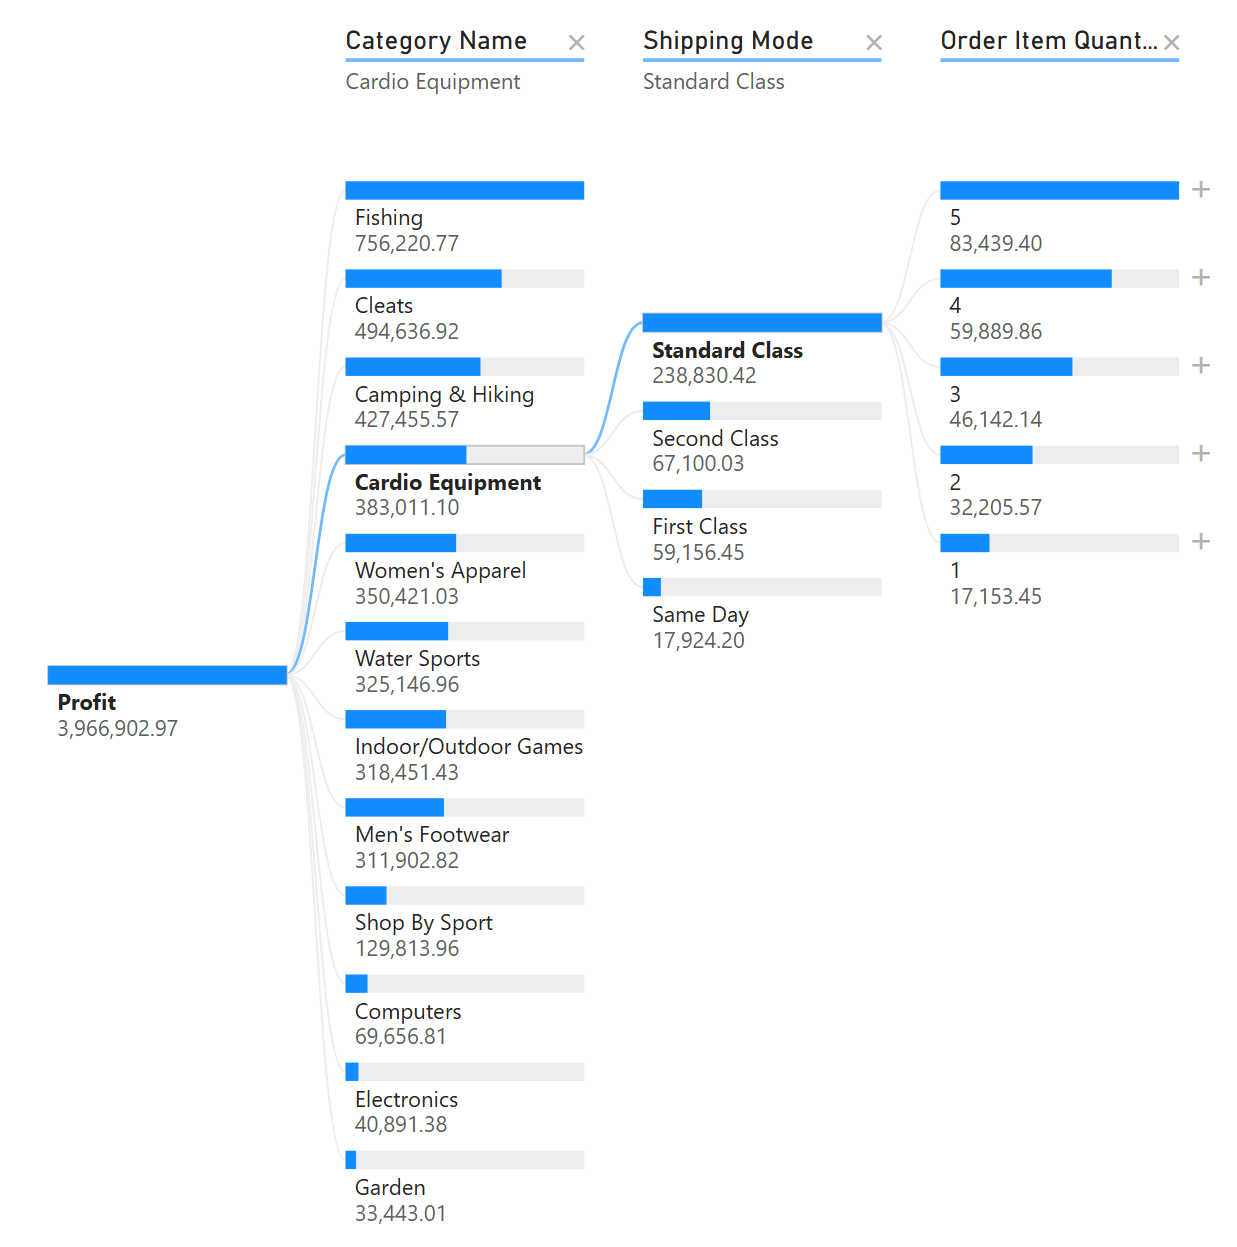 Category Name
Cardio Equipment
Shipping Mode
Standard Class
Order Item Quant...
Profit
3,966,902.97
Fishing
756,220.77
Cleats
494,636.92
Camping & Hiking
427,455.57
Cardio Equipment
383,011.10
Women's Apparel
350,421.03
Water Sports
325,146.96
Indoor/Outdoor Games
318,451.43
Men's Footwear
311,902.82
Shop By Sport
129,813.96
Computers
69,656.81
Electronics
40,891.38
Garden
33,443.01
Standard Class
238,830.42
Second Class
67,100.03
First Class
59,156.45
Same Day
17,924.20
5
83,439.40
4
59,889.86
3
46,142.14
2
32,205.57
1
17,153.45